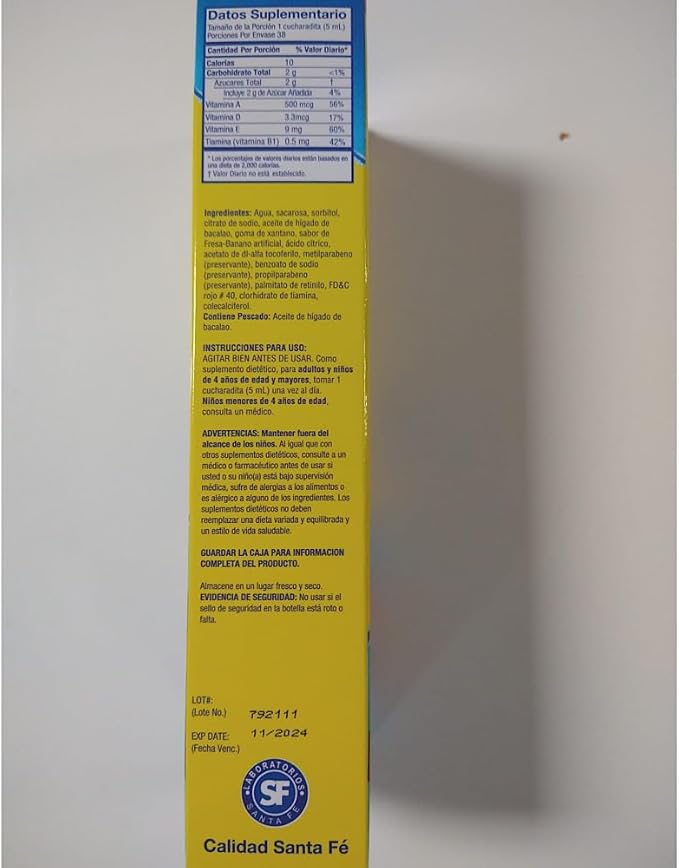 Datos Suplementario
Tamaño de la Porción 1 cucharadita (5 mL)
Porciones Por Envase 38
Cantidad Por Porción % Valor Diario*
Calorías 10
Carbohidrato Total 2 g <1%
Azucares Total 2 g †
Incluye 2 g de Azúcar Añadida 4%
Vitamina A 500 mcg 56%
Vitamina D 3.3mcg 17%
Vitamina E 9 mg 60%
Tiamina (vitamina B1) 0.5 mg 42%
* Los porcentajes de valores diarios están basados en
una dieta de 2,000 calorías.
† Valor Diario no está establecido.
Ingredientes: Agua, sacarosa, sorbitol,
citrato de sodio, aceite de hígado de
bacalao, goma de xantano, sabor de
Fresa-Banano artificial, ácido cítrico,
acetato de dl-alfa tocoferilo, metilparabeno
(preservante), benzoato de sodio
(preservante), propilparabeno
(preservante), palmitato de retinilo, FD&C
rojo # 40, clorhidrato de tiamina,
colecalciferol.
Contiene Pescado: Aceite de hígado de
bacalao.
INSTRUCCIONES PARA USO:
AGITAR BIEN ANTES DE USAR. Como
suplemento dietético, para adultos y niños
de 4 años de edad y mayores, tomar 1
cucharadita (5 mL) una vez al día.
Niños menores de 4 años de edad,
consulta un médico.
ADVERTENCIAS: Mantener fuera del
alcance de los niños. Al igual que con
otros suplementos dietéticos, consulte a un
médico o farmacéutico antes de usar si
usted o su niño(a) está bajo supervisión
médica, sufre de alergias a los alimentos o
es alérgico a alguno de los ingredientes. Los
suplementos dietéticos no deben
reemplazar una dieta variada y equilibrada y
un estilo de vida saludable.
GUARDAR LA CAJA PARA INFORMACION
COMPLETA DEL PRODUCTO.
Almacene en un lugar fresco y seco.
EVIDENCIA DE SEGURIDAD: No usar si el
sello de seguridad en la botella está roto o
falta.
LOT#:
(Lote No.) 792111
EXP DATE: 11/2024
(Fecha Venc.)
LABORATORIOS
SF
SANTA FE
Calidad Santa Fé